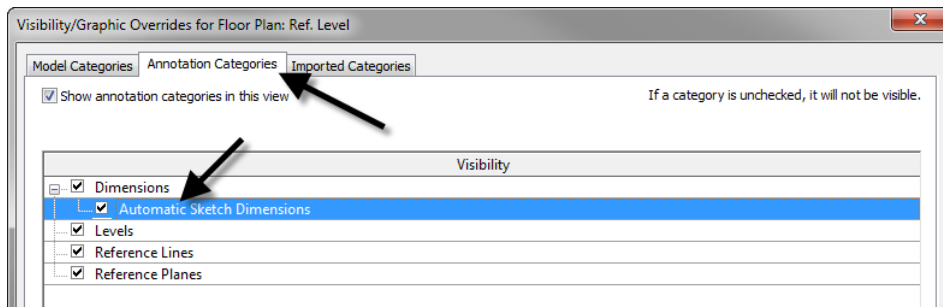 Visibility/Graphic Overrides for Floor Plan: Ref. Level
Model Categories Annotation Categories Imported Categories
Show annotation categories in this view If a category is unchecked, it will not be visible.
Visibility
Dimensions
Automatic Sketch Dimensions
Levels
Reference Lines
Reference Planes